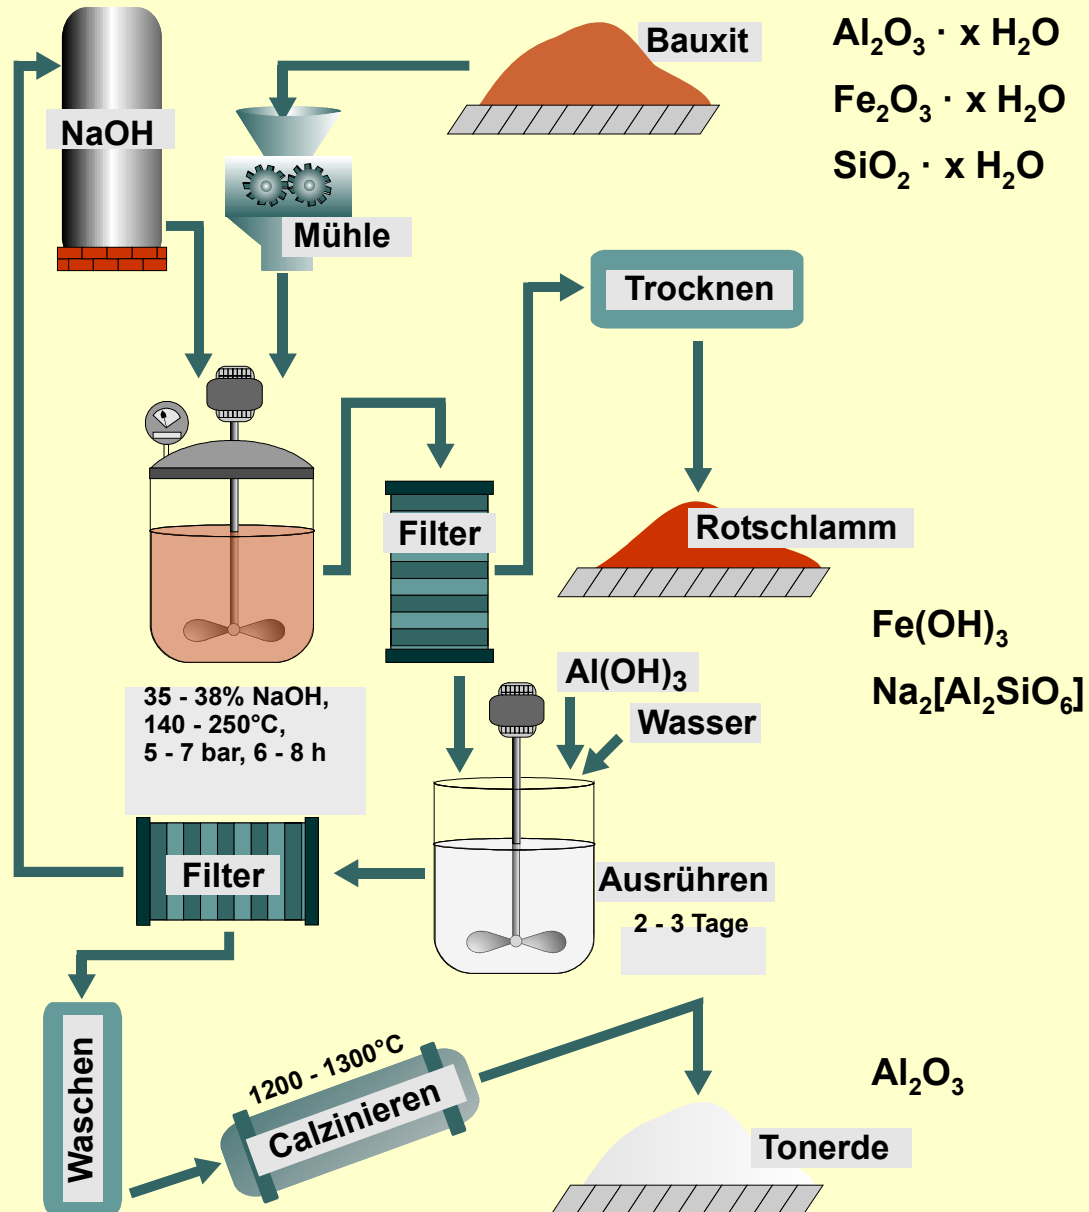 Bauxit
Al₂O₃ · x H₂O
Fe₂O₃ · x H₂O
SiO₂ · x H₂O
NaOH
Mühle
Trocknen
Filter
Rotschlamm
Fe(OH)₃
Na₂[Al₂SiO₆]
35 - 38% NaOH,
140 - 250°C,
5 - 7 bar, 6 - 8 h
Al(OH)₃
Wasser
Filter
Ausrühren
2 - 3 Tage
Waschen
1200 - 1300°C
Calzinieren
Al₂O₃
Tonerde